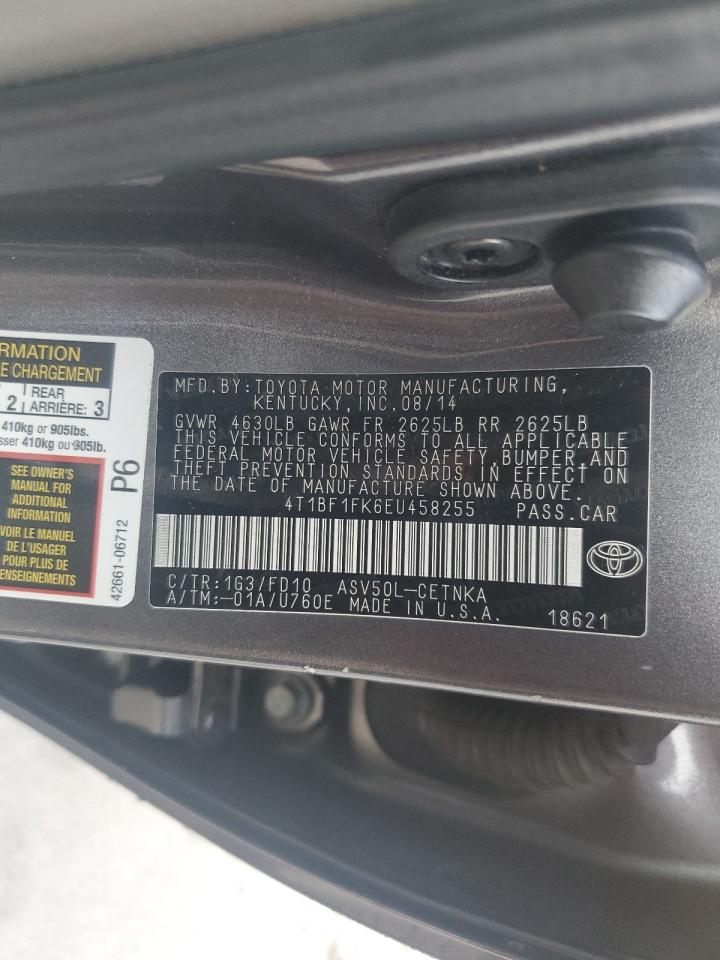 RMATION
E CHARGEMENT
2 REAR ARRIÈRE: 3
410kg or 905lbs.
sser 410kg ou 905lb.
SEE OWNER'S
MANUAL FOR
ADDITIONAL
INFORMATION
VOIR LE MANUEL
DE L'USAGER
POUR PLUS DE
RENSEIGNEMENTS
P6
42661-06712
MFD.BY:TOYOTA MOTOR MANUFACTURING,
KENTUCKY,INC.08/14
GVWR 4630LB GAWR FR 2625LB RR 2625LB
THIS VEHICLE CONFORMS TO ALL APPLICABLE
FEDERAL MOTOR VEHICLE SAFETY,BUMPER,AND
THEFT PREVENTION STANDARDS IN EFFECT ON
THE DATE OF MANUFACTURE SHOWN ABOVE.
4T1BF1FK6EU458255 PASS.CAR
C/TR:1G3/FD10 ASV50L-CETNKA
A/TM:-01A/U760E MADE IN U.S.A. 18621